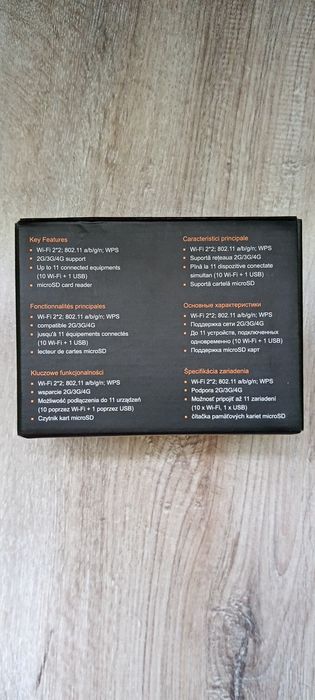 Key Features
• Wi-Fi 2*2; 802.11 a/b/g/n; WPS
• 2G/3G/4G support
• Up to 11 connected equipments
(10 Wi-Fi + 1 USB)
• microSD card reader
Fonctionnalités principales
• Wi-Fi 2*2; 802.11 a/b/g/n; WPS
• compatible 2G/3G/4G
• jusqu'à 11 équipements connectés
(10 Wi-Fi + 1 USB)
• lecteur de cartes microSD
Kluczowe funkcjonalności
• Wi-Fi 2*2; 802,11 a/b/g/n; WPS
• wsparcie 2G/3G/4G
• Możliwość podłączenia do 11 urządzeń
(10 poprzez Wi-Fi + 1 poprzez USB)
• Czytnik kart microSD
Caracteristici principale
• Wi-Fi 2*2; 802.11 a/b/g/n; WPS
• Suportă rețeaua 2G/3G/4G
• Pînă la 11 dispozitive conectate
simultan (10 Wi-Fi + 1 USB)
• Suportă cartelă microSD
Основные характеристики
• Wi-Fi 2*2; 802.11 a/b/g/n; WPS
• Поддержка сети 2G/3G/4G
• До 11 устройств, подключенных
одновременно (10 Wi-Fi + 1 USB)
• Поддержка microSD карт
Špecifikácia zariadenia
• Wi-Fi 2*2; 802.11 a/b/g/n; WPS
• Podpora 2G/3G/4G
• Možnosť pripojiť až 11 zariadení
(10 x Wi-Fi, 1 x USB)
• čítačka pamäťových kariet microSD